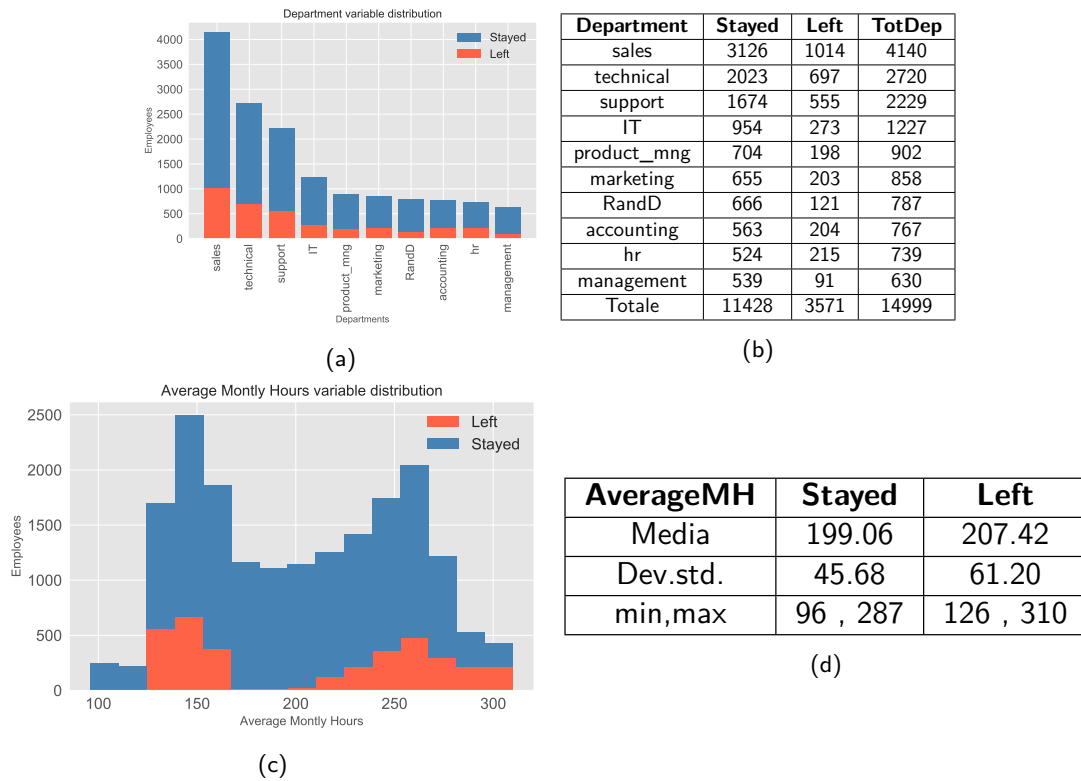 Department variable distribution
Stayed
Left
4000
3500
3000
2500
2000
1500
1000
500
0
Employees
sales
technical
support
IT
product_mng
marketing
RandD
accounting
hr
management
Departments
(a)
Department Stayed Left TotDep
sales 3126 1014 4140
technical 2023 697 2720
support 1674 555 2229
IT 954 273 1227
product_mng 704 198 902
marketing 655 203 858
RandD 666 121 787
accounting 563 204 767
hr 524 215 739
management 539 91 630
Totale 11428 3571 14999
(b)
Average Montly Hours variable distribution
Left
Stayed
2500
2000
1500
1000
500
0
Employees
100 150 200 250 300
Average Montly Hours
(c)
AverageMH Stayed Left
Media 199.06 207.42
Dev.std. 45.68 61.20
min,max 96 , 287 126 , 310
(d)